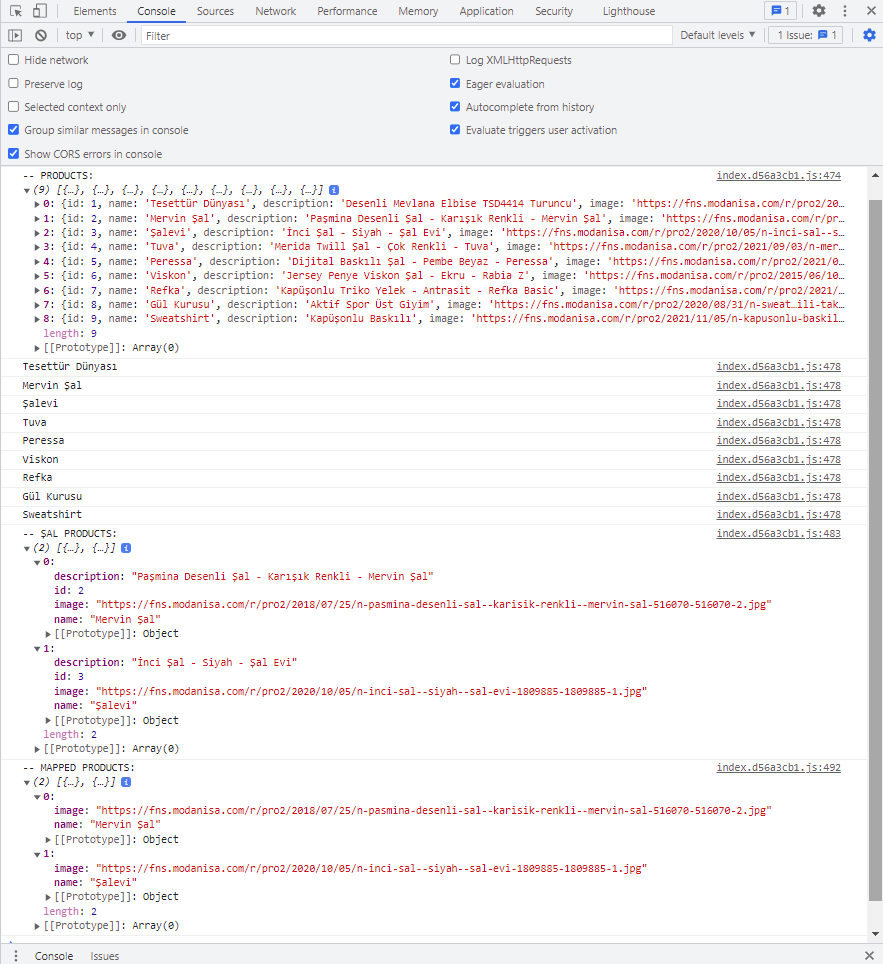 Elements Console Sources Network Performance Memory Application Security Lighthouse 1
top Filter Default levels 1 Issue: 1
Hide network Log XMLHttpRequests
Preserve log Eager evaluation
Selected context only Autocomplete from history
Group similar messages in console Evaluate triggers user activation
Show CORS errors in console
-- PRODUCTS: index.d56a3cb1.js:474
(9) [{…}, {…}, {…}, {…}, {…}, {…}, {…}, {…}, {…}]
0: {id: 1, name: 'Tesettür Dünyası', description: 'Desenli Mevlana Elbise TSD4414 Turuncu', image: 'https://fns.modanisa.com/r/pro2/20…
1: {id: 2, name: 'Mervin Şal', description: 'Paşmina Desenli Şal - Karışık Renkli - Mervin Şal', image: 'https://fns.modanisa.com/r/pr…
2: {id: 3, name: 'Şalevi', description: 'İnci Şal - Siyah - Şal Evi', image: 'https://fns.modanisa.com/r/pro2/2020/10/05/n-inci-sal--s…
3: {id: 4, name: 'Tuva', description: 'Merida Twill Şal - Çok Renkli - Tuva', image: 'https://fns.modanisa.com/r/pro2/2021/09/03/n-mer…
4: {id: 5, name: 'Peressa', description: 'Dijital Baskılı Şal - Pembe Beyaz - Peressa', image: 'https://fns.modanisa.com/r/pro2/2021/0…
5: {id: 6, name: 'Viskon', description: 'Jersey Penye Viskon Şal - Ekru - Rabia Z', image: 'https://fns.modanisa.com/r/pro2/2015/06/10…
6: {id: 7, name: 'Refka', description: 'Kapüşonlu Triko Yelek - Antrasit - Refka Basic', image: 'https://fns.modanisa.com/r/pro2/2021/…
7: {id: 8, name: 'Gül Kurusu', description: 'Aktif Spor Üst Giyim', image: 'https://fns.modanisa.com/r/pro2/2020/08/31/n-sweat…ili-tak…
8: {id: 9, name: 'Sweatshirt', description: 'Kapüşonlu Baskılı', image: 'https://fns.modanisa.com/r/pro2/2021/11/05/n-kapusonlu-baskil…
length: 9
[[Prototype]]: Array(0)
Tesettür Dünyası index.d56a3cb1.js:478
Mervin Şal index.d56a3cb1.js:478
Şalevi index.d56a3cb1.js:478
Tuva index.d56a3cb1.js:478
Peressa index.d56a3cb1.js:478
Viskon index.d56a3cb1.js:478
Refka index.d56a3cb1.js:478
Gül Kurusu index.d56a3cb1.js:478
Sweatshirt index.d56a3cb1.js:478
-- ŞAL PRODUCTS: index.d56a3cb1.js:483
(2) [{…}, {…}]
0:
description: "Paşmina Desenli Şal - Karışık Renkli - Mervin Şal"
id: 2
image: "https://fns.modanisa.com/r/pro2/2018/07/25/n-pasmina-desenli-sal--karisik-renkli--mervin-sal-516070-516070-2.jpg"
name: "Mervin Şal"
[[Prototype]]: Object
1:
description: "İnci Şal - Siyah - Şal Evi"
id: 3
image: "https://fns.modanisa.com/r/pro2/2020/10/05/n-inci-sal--siyah--sal-evi-1809885-1809885-1.jpg"
name: "Şalevi"
[[Prototype]]: Object
length: 2
[[Prototype]]: Array(0)
-- MAPPED PRODUCTS: index.d56a3cb1.js:492
(2) [{…}, {…}]
0:
image: "https://fns.modanisa.com/r/pro2/2018/07/25/n-pasmina-desenli-sal--karisik-renkli--mervin-sal-516070-516070-2.jpg"
name: "Mervin Şal"
[[Prototype]]: Object
1:
image: "https://fns.modanisa.com/r/pro2/2020/10/05/n-inci-sal--siyah--sal-evi-1809885-1809885-1.jpg"
name: "Şalevi"
[[Prototype]]: Object
length: 2
[[Prototype]]: Array(0)
Console Issues